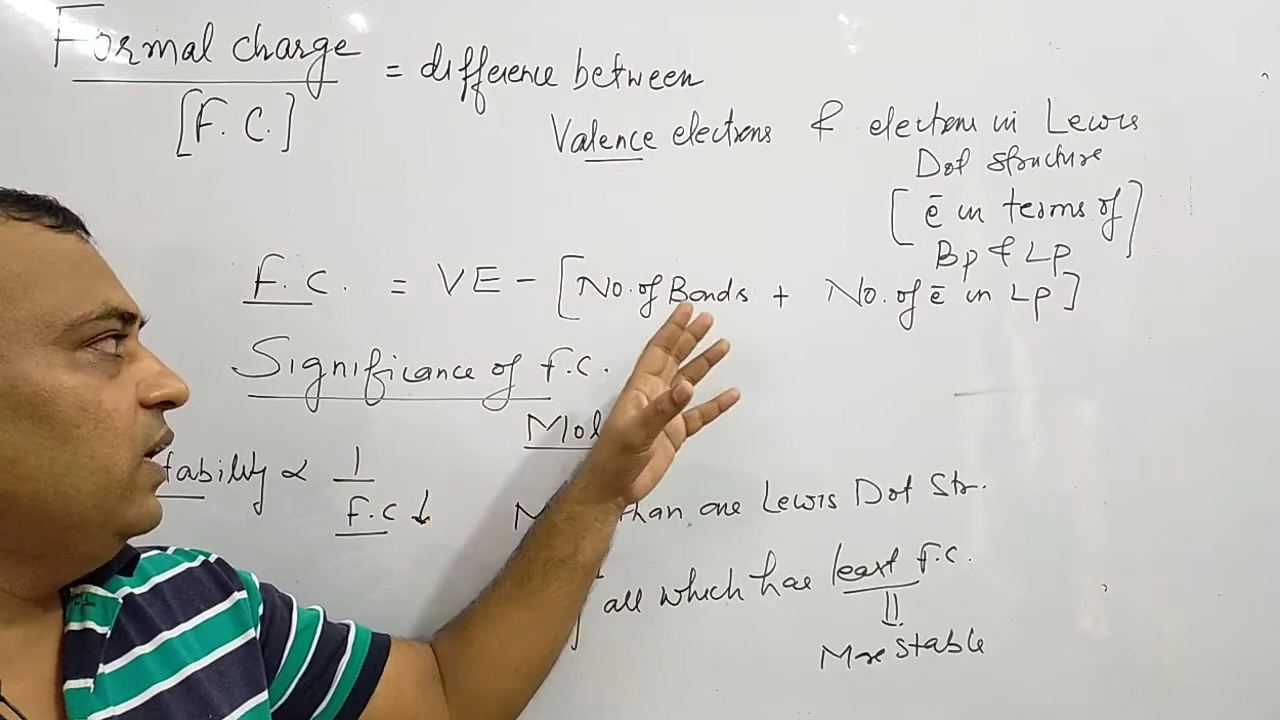 Formal charge = difference between
[F. C.]
Valence electrons & electrons in Lewis
Dot structure
[ē in terms of]
Bp & Lp
F.C. = VE - [No. of Bonds + No. of ē in Lp]
Significance of F.C.
Mol
tability ∝ 1
F.C ↓
than one Lewis Dot Str.
all which has least F.C.
More stable